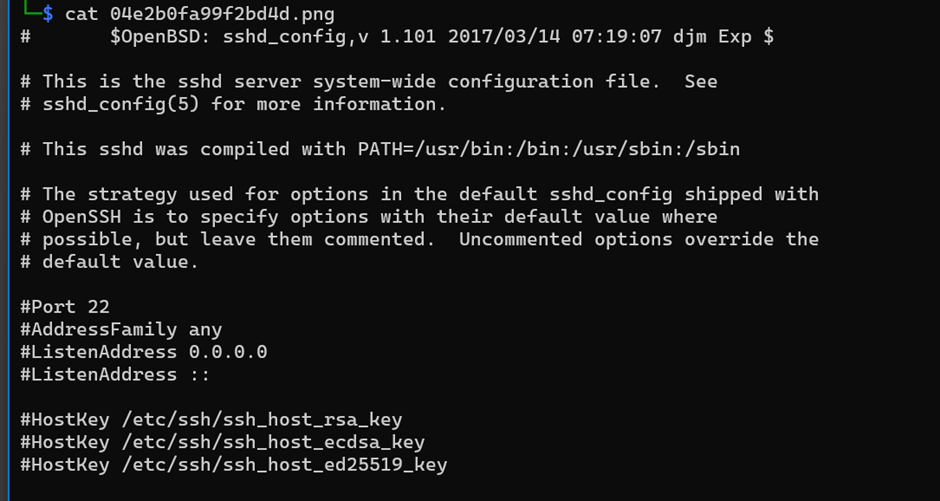 └─$ cat 04e2b0fa99f2bd4d.png
#       $OpenBSD: sshd_config,v 1.101 2017/03/14 07:19:07 djm Exp $
# This is the sshd server system-wide configuration file.  See
# sshd_config(5) for more information.
# This sshd was compiled with PATH=/usr/bin:/bin:/usr/sbin:/sbin
# The strategy used for options in the default sshd_config shipped with
# OpenSSH is to specify options with their default value where
# possible, but leave them commented.  Uncommented options override the
# default value.
#Port 22
#AddressFamily any
#ListenAddress 0.0.0.0
#ListenAddress ::
#HostKey /etc/ssh/ssh_host_rsa_key
#HostKey /etc/ssh/ssh_host_ecdsa_key
#HostKey /etc/ssh/ssh_host_ed25519_key